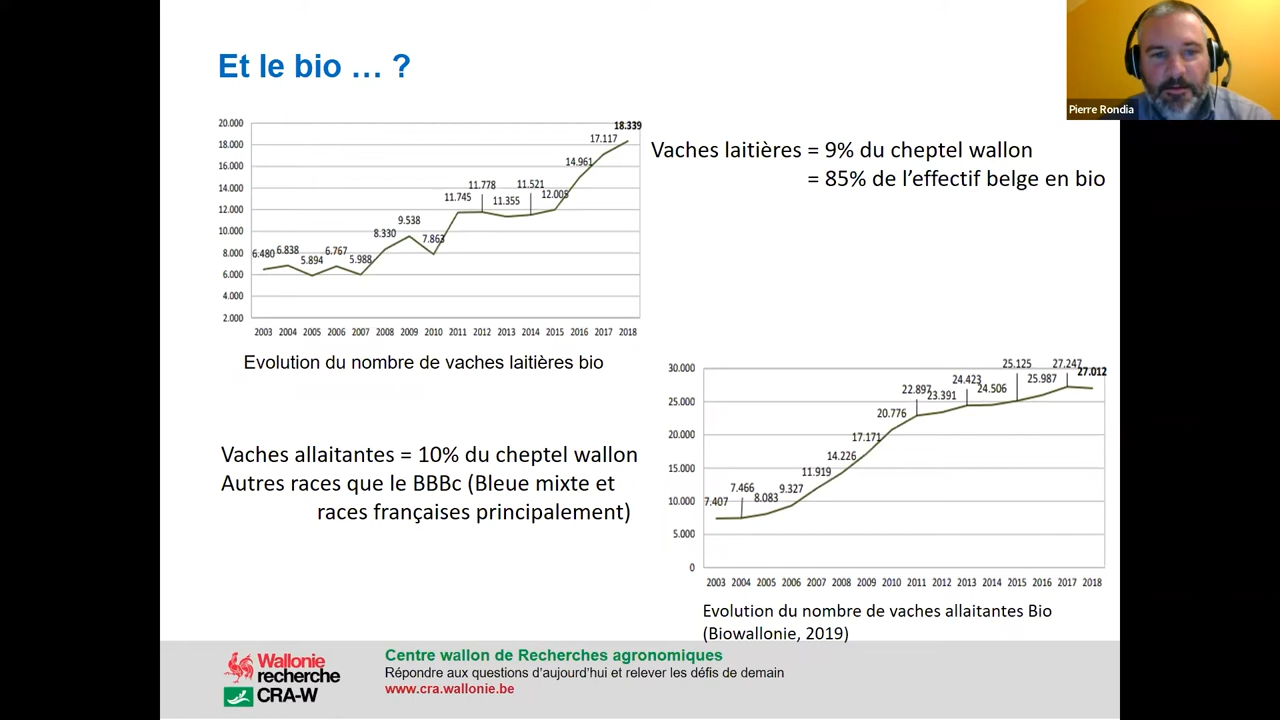 Et le bio … ?
Pierre Rondia
20.000
18.000
16.000
14.000
12.000
10.000
8.000
6.000
4.000
2.000
6.480
6.838
5.894
6.767
5.988
8.330
9.538
7.863
11.745
11.778
11.355
11.521
12.005
14.961
17.117
18.339
2003 2004 2005 2006 2007 2008 2009 2010 2011 2012 2013 2014 2015 2016 2017 2018
Evolution du nombre de vaches laitières bio
Vaches laitières = 9% du cheptel wallon
= 85% de l’effectif belge en bio
Vaches allaitantes = 10% du cheptel wallon
Autres races que le BBBc (Bleue mixte et
races françaises principalement)
30.000
25.000
20.000
15.000
10.000
5.000
0
7.407
7.466
8.083
9.327
11.919
14.226
17.171
20.776
22.897
23.391
24.423
24.506
25.125
25.987
27.247
27.012
2003 2004 2005 2006 2007 2008 2009 2010 2011 2012 2013 2014 2015 2016 2017 2018
Evolution du nombre de vaches allaitantes Bio
(Biowallonie, 2019)
Wallonie
recherche
CRA-W
Centre wallon de Recherches agronomiques
Répondre aux questions d’aujourd’hui et relever les défis de demain
www.cra.wallonie.be